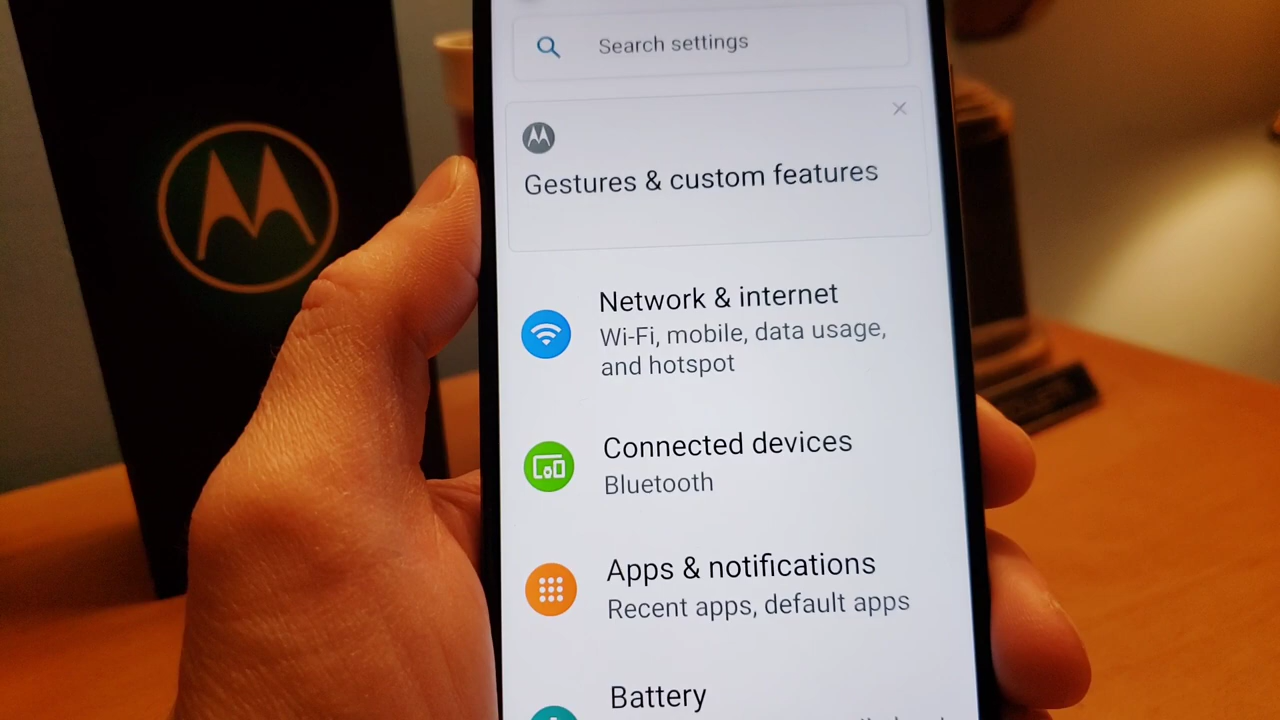 Search settings
Gestures & custom features
Network & internet
Wi-Fi, mobile, data usage,
and hotspot
Connected devices
Bluetooth
Apps & notifications
Recent apps, default apps
Battery